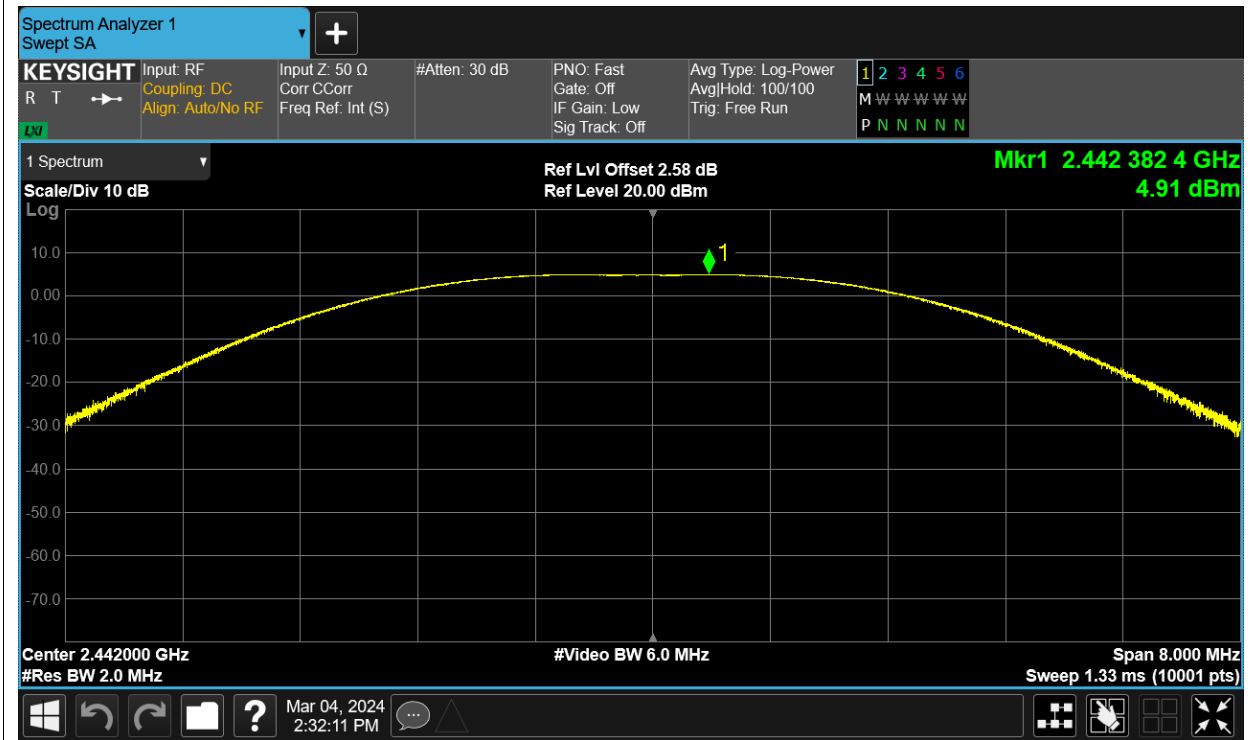 Spectrum Analyzer 1
Swept SA
KEYSIGHT
R T
LXI
Input: RF
Coupling: DC
Align: Auto/No RF
Input Z: 50 Ω
Corr CCorr
Freq Ref: Int (S)
#Atten: 30 dB
PNO: Fast
Gate: Off
IF Gain: Low
Sig Track: Off
Avg Type: Log-Power
Avg|Hold: 100/100
Trig: Free Run
1 2 3 4 5 6
M W W W W W W
P N N N N N N
1 Spectrum
Scale/Div 10 dB
Log
Ref Lvl Offset 2.58 dB
Ref Level 20.00 dBm
Mkr1 2.442 382 4 GHz
4.91 dBm
1
10.0
0.00
-10.0
-20.0
-30.0
-40.0
-50.0
-60.0
-70.0
Center 2.442000 GHz
#Res BW 2.0 MHz
#Video BW 6.0 MHz
Span 8.000 MHz
Sweep 1.33 ms (10001 pts)
?
Mar 04, 2024
2:32:11 PM